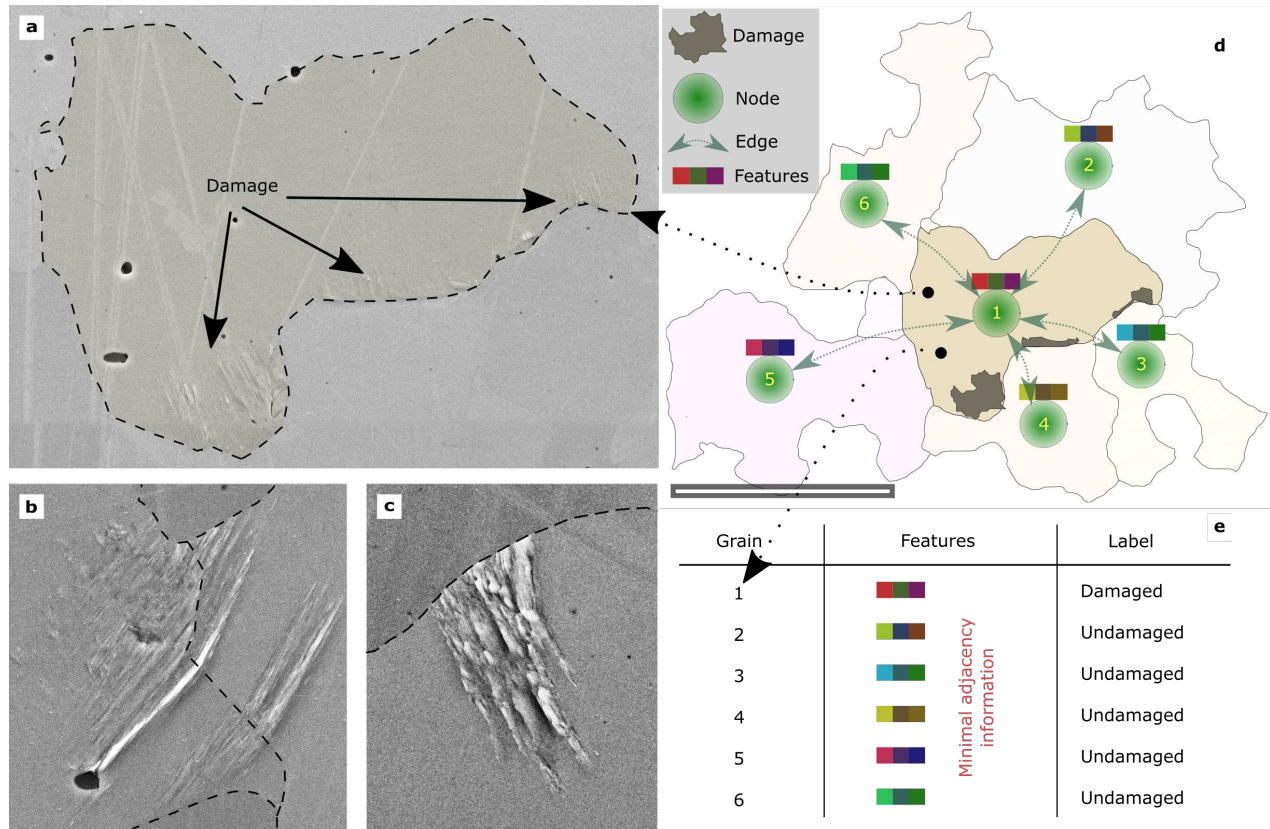 a
Damage
b
c
Damage
Node
Edge
Features
d
2
6
1
3
5
4
e
Grain Features Label
1 Damaged
2 Undamaged
3 Undamaged
4 Undamaged
5 Undamaged
6 Undamaged
Minimal adjacency
information